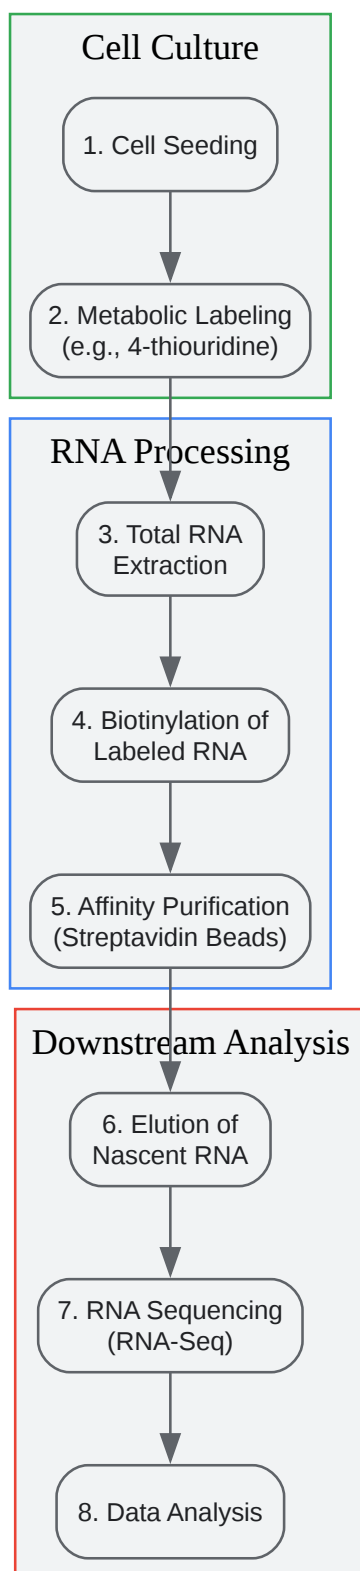 Cell Culture
1. Cell Seeding
2. Metabolic Labeling
(e.g., 4-thiouridine)
RNA Processing
3. Total RNA
Extraction
4. Biotinylation of
Labeled RNA
5. Affinity Purification
(Streptavidin Beads)
Downstream Analysis
6. Elution of
Nascent RNA
7. RNA Sequencing
(RNA-Seq)
8. Data Analysis